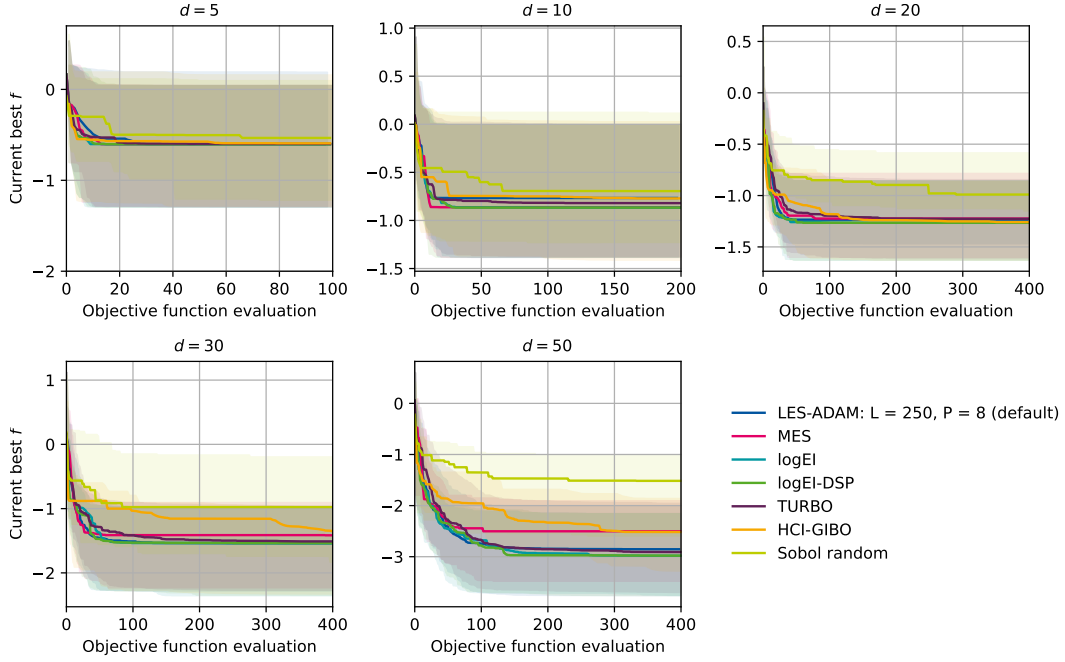 d = 5
d = 10
d = 20
Current best f
0
−1
−2
0 20 40 60 80 100
Objective function evaluation
1.0
0.5
0.0
−0.5
−1.0
−1.5
0 50 100 150 200
Objective function evaluation
0.5
0.0
−0.5
−1.0
−1.5
0 100 200 300 400
Objective function evaluation
d = 30
d = 50
Current best f
1
0
−1
−2
0 100 200 300 400
Objective function evaluation
0
−1
−2
−3
0 100 200 300 400
Objective function evaluation
LES-ADAM: L = 250, P = 8 (default)
MES
logEI
logEI-DSP
TURBO
HCI-GIBO
Sobol random